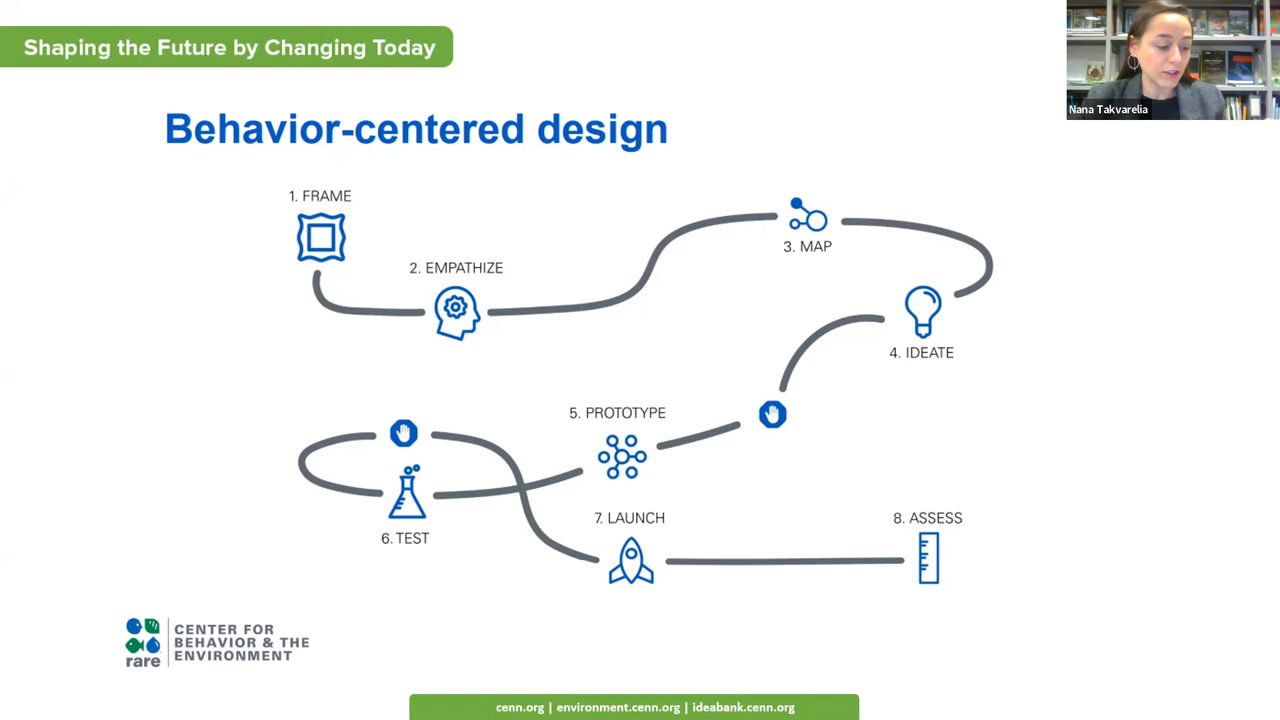 Shaping the Future by Changing Today
Nana Takvarelia
Behavior-centered design
1. FRAME
2. EMPATHIZE
3. MAP
4. IDEATE
5. PROTOTYPE
6. TEST
7. LAUNCH
8. ASSESS
rare
CENTER FOR
BEHAVIOR & THE
ENVIRONMENT
cenn.org | environment.cenn.org | ideabank.cenn.org